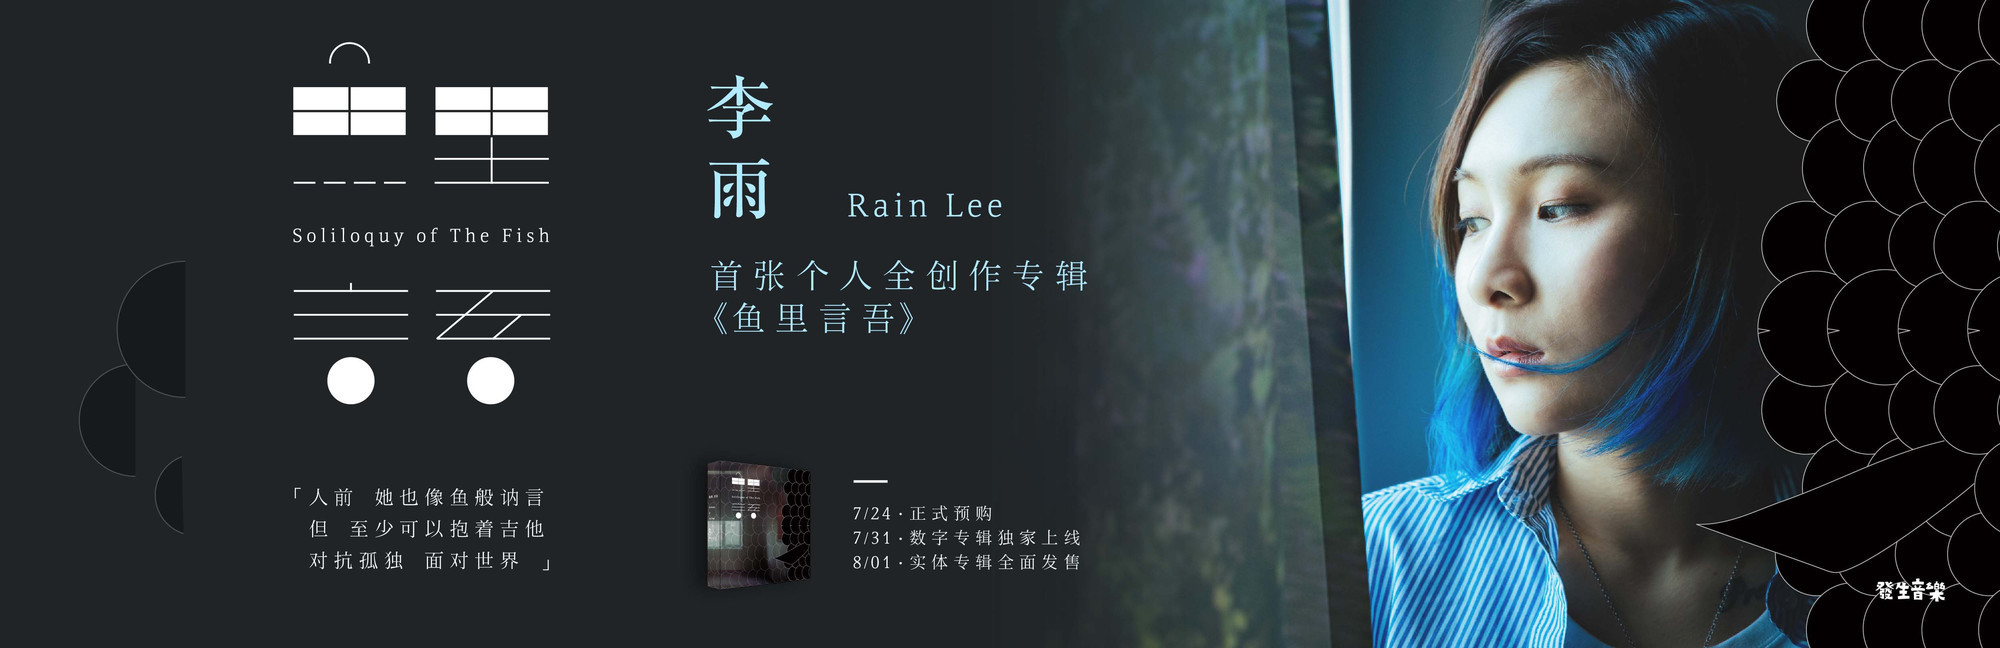 鱼里
Soliloquy of The Fish
言吾
「人前 她也像鱼般讷言
但 至少可以抱着吉他
对抗孤独 面对世界 」
李
雨
Rain Lee
首张个人全创作专辑
《鱼里言吾》
7/24·正式预购
7/31·数字专辑独家上线
8/01·实体专辑全面发售
發生音樂